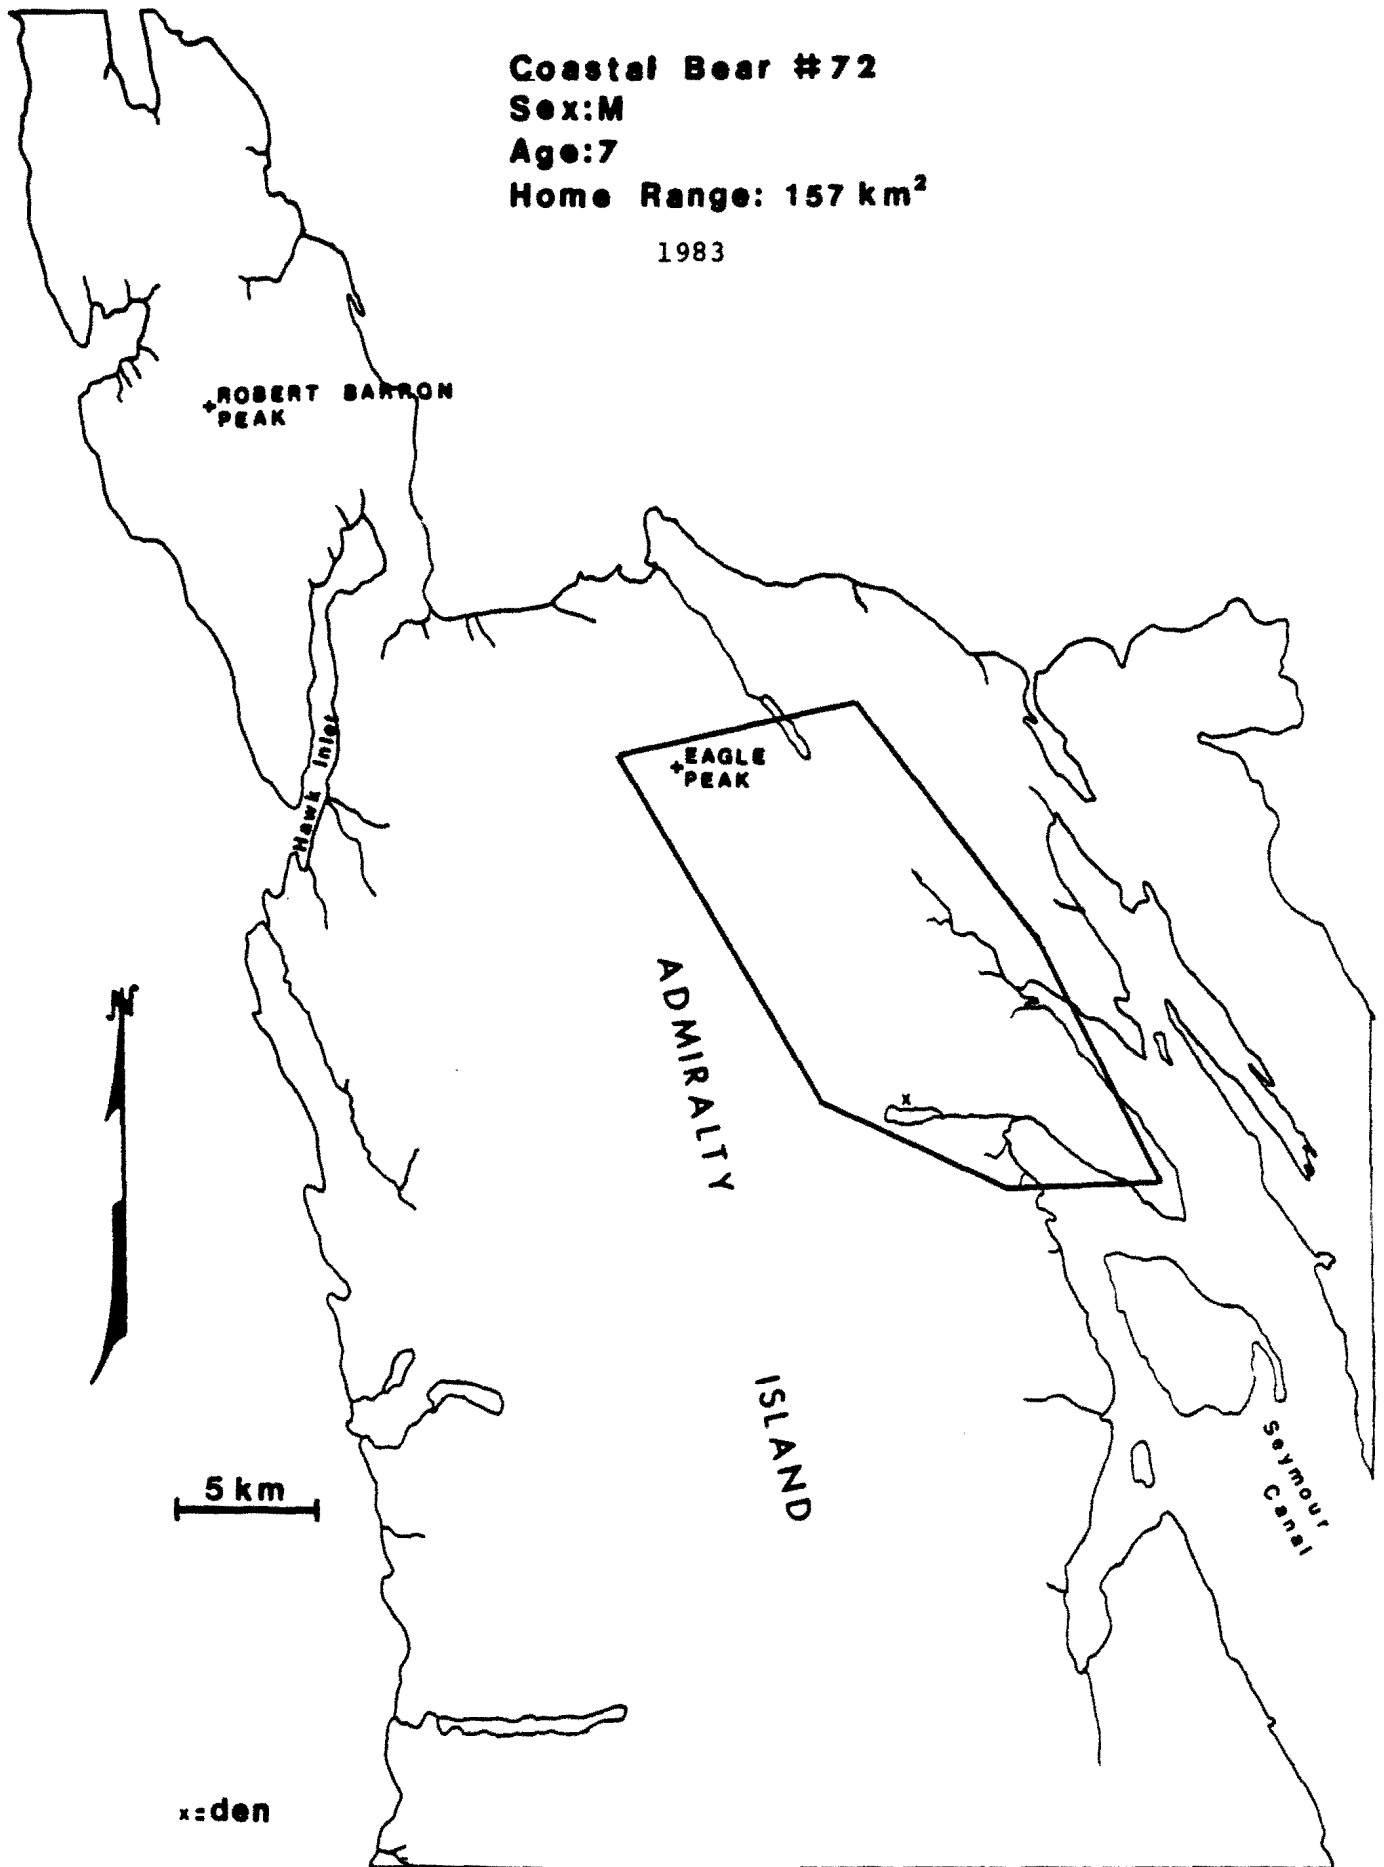 Coastal Bear #72
Sex:M
Age:7
Home Range: 157 km²
1983
+ROBERT BARRON
PEAK
Hawk Inlet
+EAGLE
PEAK
N
ADMIRALTY
x
ISLAND
Seymour
Canal
5 km
x=den